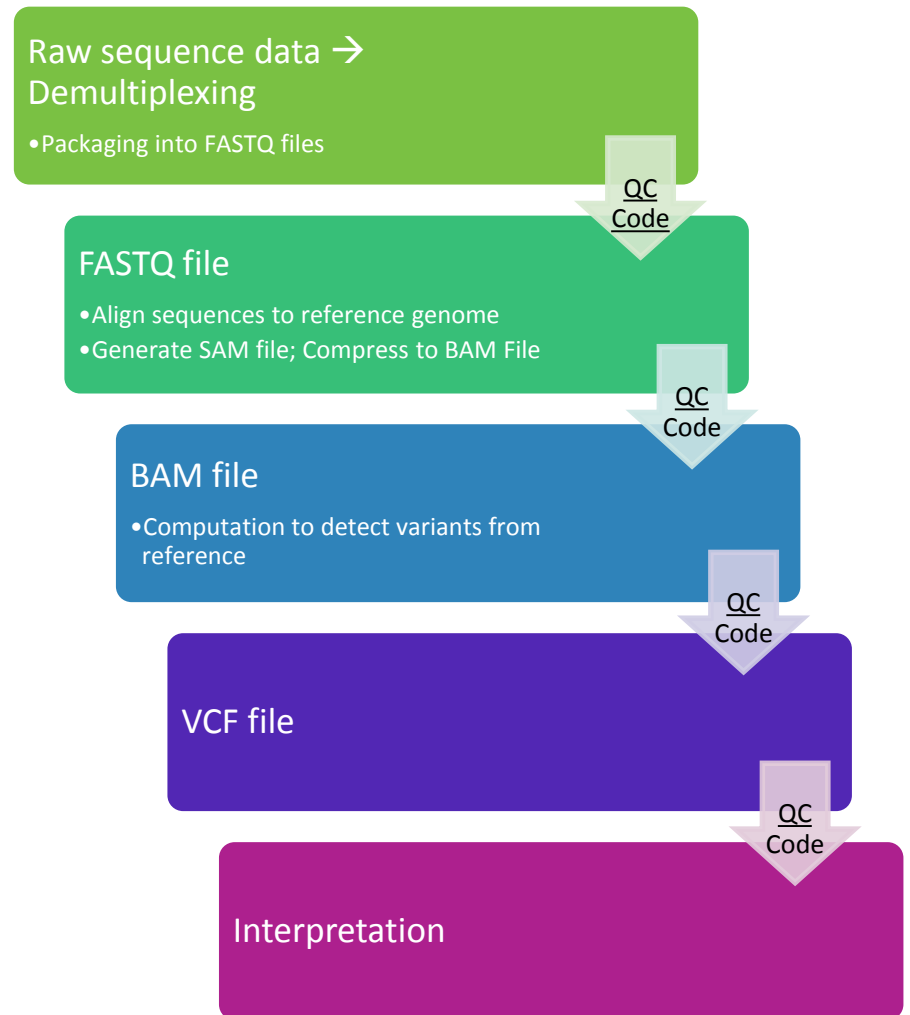 Raw sequence data →
Demultiplexing
•Packaging into FASTQ files
QC
Code
FASTQ file
•Align sequences to reference genome
•Generate SAM file; Compress to BAM File
QC
Code
BAM file
•Computation to detect variants from
reference
QC
Code
VCF file
QC
Code
Interpretation